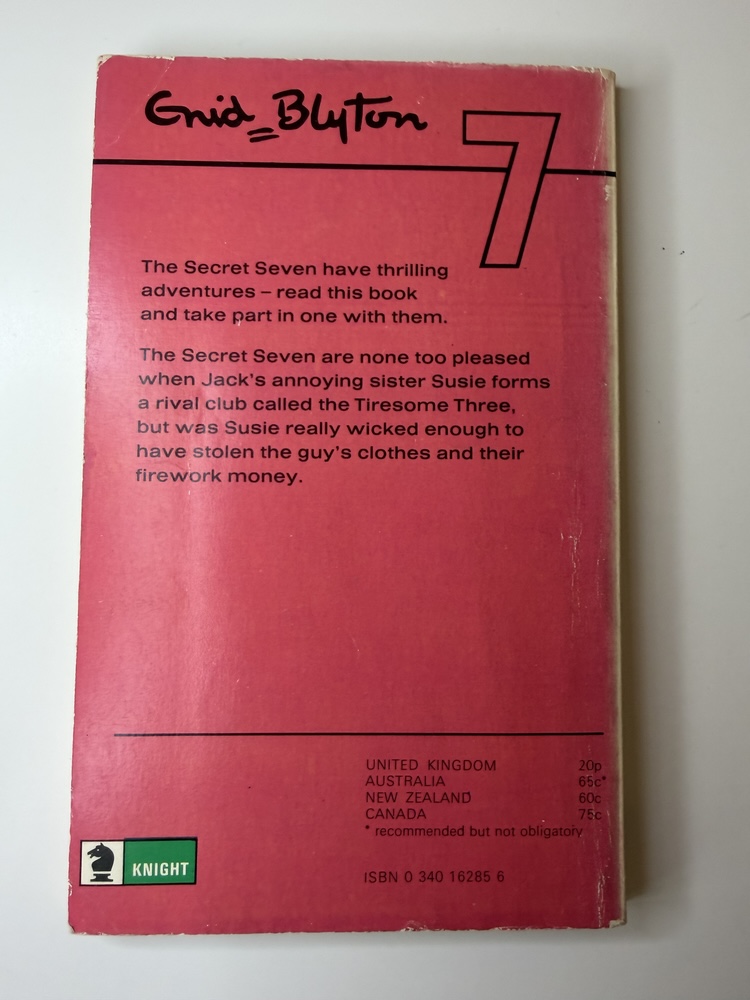 Enid Blyton
7
The Secret Seven have thrilling
adventures – read this book
and take part in one with them.
The Secret Seven are none too pleased
when Jack's annoying sister Susie forms
a rival club called the Tiresome Three,
but was Susie really wicked enough to
have stolen the guy's clothes and their
firework money.
UNITED KINGDOM 20p
AUSTRALIA 65c*
NEW ZEALAND 60c
CANADA 75c
* recommended but not obligatory
KNIGHT
ISBN 0 340 16285 6